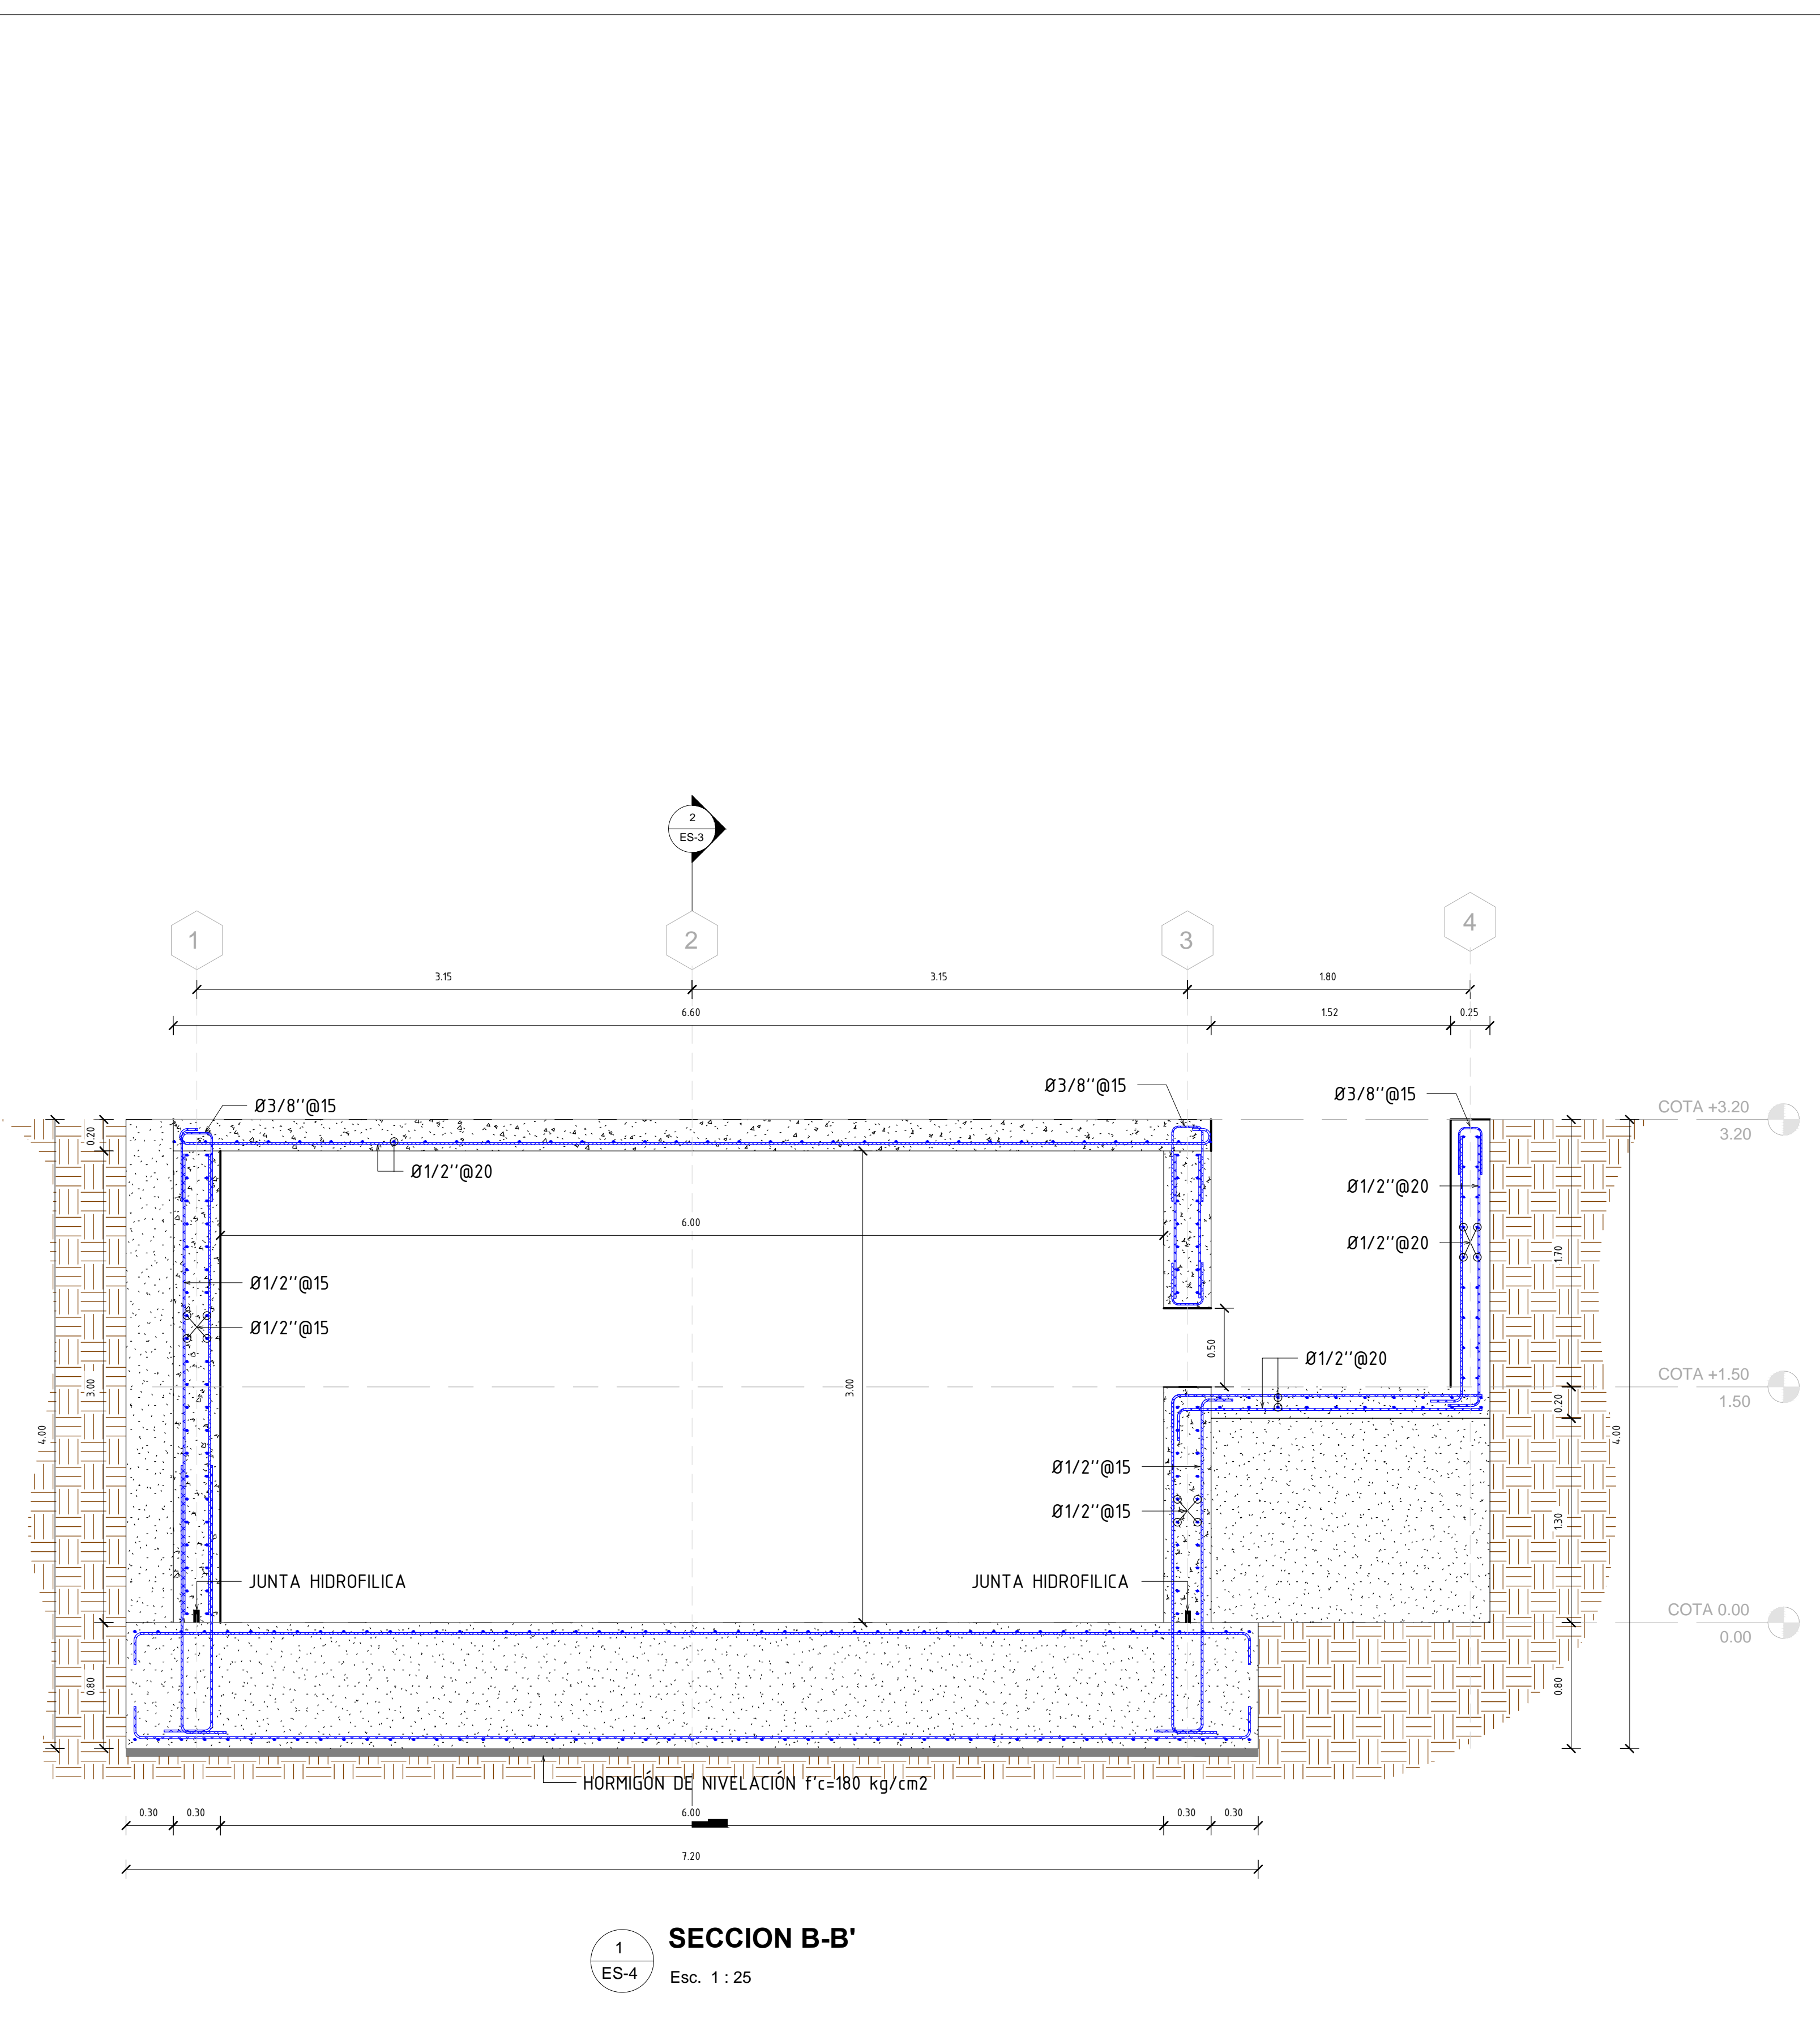 2
ES-3
1
2
3
4
3.15
3.15
1.80
6.60
1.52
0.25
Ø3/8''@15
Ø3/8''@15
Ø3/8''@15
COTA +3.20
3.20
0.20
Ø1/2''@20
Ø1/2''@20
6.00
Ø1/2''@20
1.70
Ø1/2''@15
Ø1/2''@15
0.50
Ø1/2''@20
COTA +1.50
1.50
3.00
3.00
0.20
4.00
4.00
Ø1/2''@15
Ø1/2''@15
1.30
JUNTA HIDROFILICA
JUNTA HIDROFILICA
COTA 0.00
0.00
0.80
0.80
HORMIGÓN DE NIVELACIÓN f'c=180 kg/cm2
0.30
0.30
6.00
0.30
0.30
7.20
1
ES-4
SECCION B-B'
Esc. 1 : 25